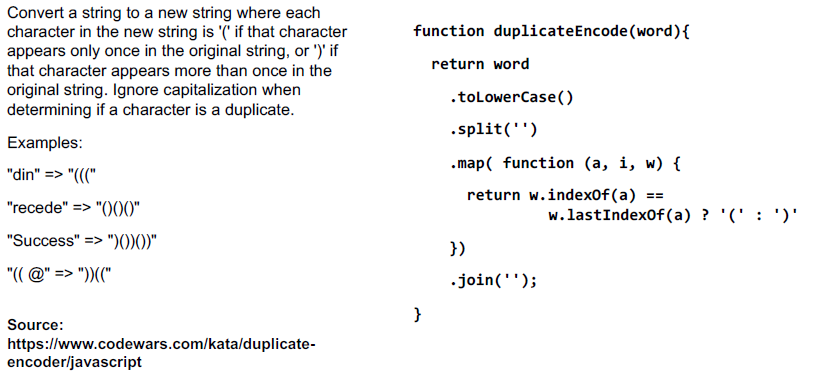 Convert a string to a new string where each
character in the new string is '(' if that character
appears only once in the original string, or ')' if
that character appears more than once in the
original string. Ignore capitalization when
determining if a character is a duplicate.
Examples:
"din" => "((("
"recede" => "()()()"
"Success" => ")())())"
"(( @" => "))(("
Source:
https://www.codewars.com/kata/duplicate-
encoder/javascript
function duplicateEncode(word){
return word
.toLowerCase()
.split('')
.map( function (a, i, w) {
return w.indexOf(a) ==
w.lastIndexOf(a) ? '(' : ')'
})
.join('');
}